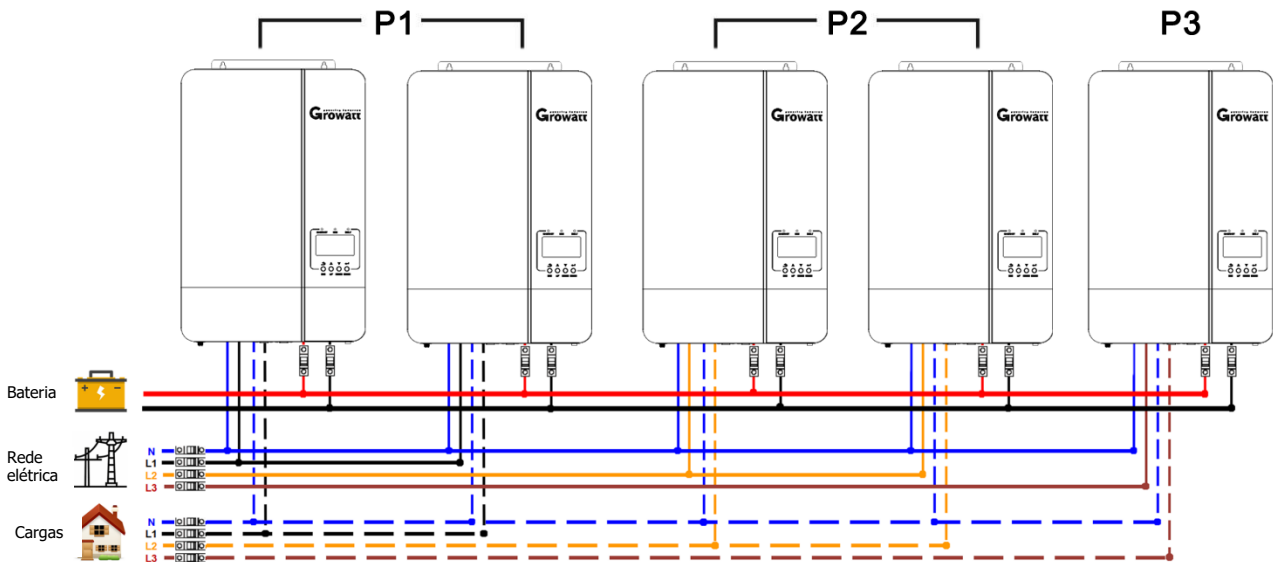 P1
P2
P3
Growatt
Growatt
Growatt
Growatt
Growatt
Bateria
Rede
elétrica
N
L1
L2
L3
Cargas
N
L1
L2
L3